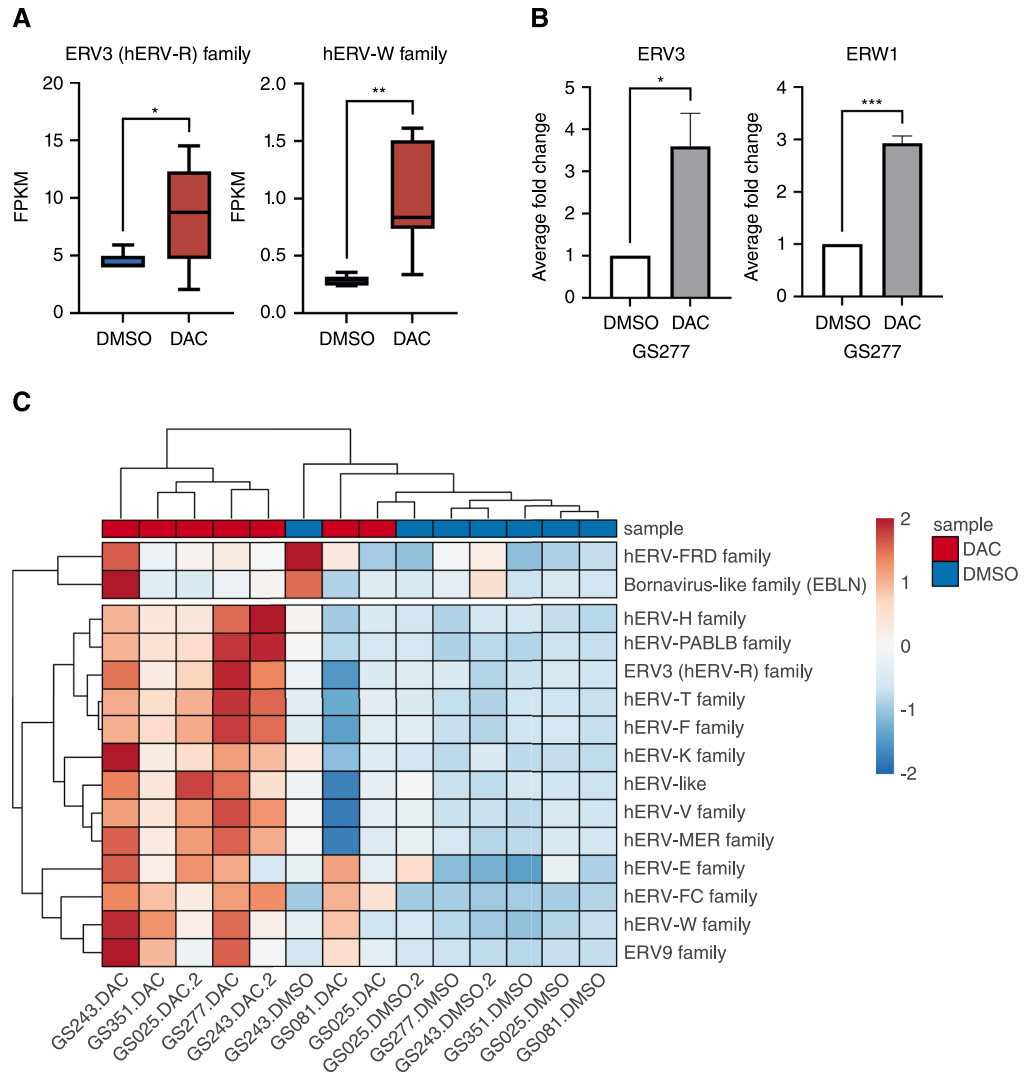 A
ERV3 (hERV-R) family
hERV-W family
FPKM
20
15
10
5
0
*
DMSO
DAC
FPKM
2.0
1.5
1.0
0.5
0
**
DMSO
DAC
B
ERV3
ERW1
Average fold change
5
4
3
2
1
0
*
DMSO
DAC
GS277
Average fold change
4
3
2
1
0
***
DMSO
DAC
GS277
C
sample
hERV-FRD family
Bornavirus-like family (EBLN)
hERV-H family
hERV-PABLB family
ERV3 (hERV-R) family
hERV-T family
hERV-F family
hERV-K family
hERV-like
hERV-V family
hERV-MER family
hERV-E family
hERV-FC family
hERV-W family
ERV9 family
GS243.DAC
GS351.DAC
GS025.DAC.2
GS277.DAC
GS243.DAC.2
GS243.DMSO
GS081.DAC
GS025.DAC
GS025.DMSO.2
GS277.DMSO
GS243.DMSO.2
GS351.DMSO
GS025.DMSO
GS081.DMSO
2
1
0
-1
-2
sample
DAC
DMSO